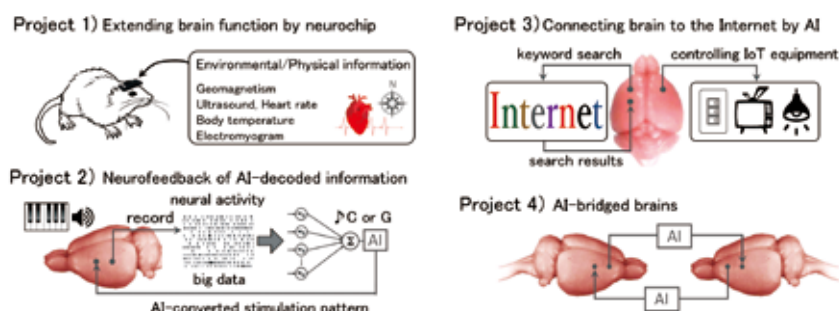 Project 1) Extending brain function by neurochip
Environmental/Physical information
Geomagnetism
Ultrasound, Heart rate
Body temperature
Electromyogram
N
Project 2) Neurofeedback of AI-decoded information
neural activity
record
big data
♪C or G
Σ
AI
AI-converted stimulation pattern
Project 3) Connecting brain to the Internet by AI
keyword search
controlling IoT equipment
Internet
search results
Project 4) AI-bridged brains
AI
AI